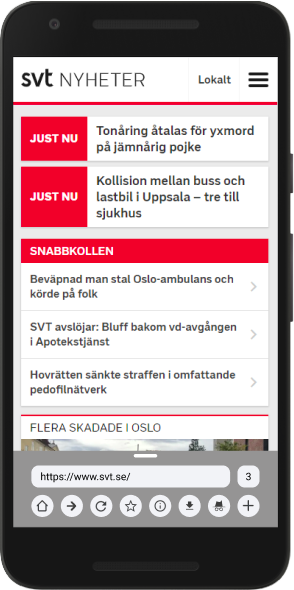 svt NYHETER
Lokalt
JUST NU
Tonåring åtalas för yxmord
på jämnårig pojke
JUST NU
Kollision mellan buss och
lastbil i Uppsala – tre till
sjukhus
SNABBKOLLEN
Beväpnad man stal Oslo-ambulans och
körde på folk
SVT avslöjar: Bluff bakom vd-avgången
i Apotekstjänst
Hovrätten sänkte straffen i omfattande
pedofilnätverk
FLERA SKADADE I OSLO
https://www.svt.se/
3